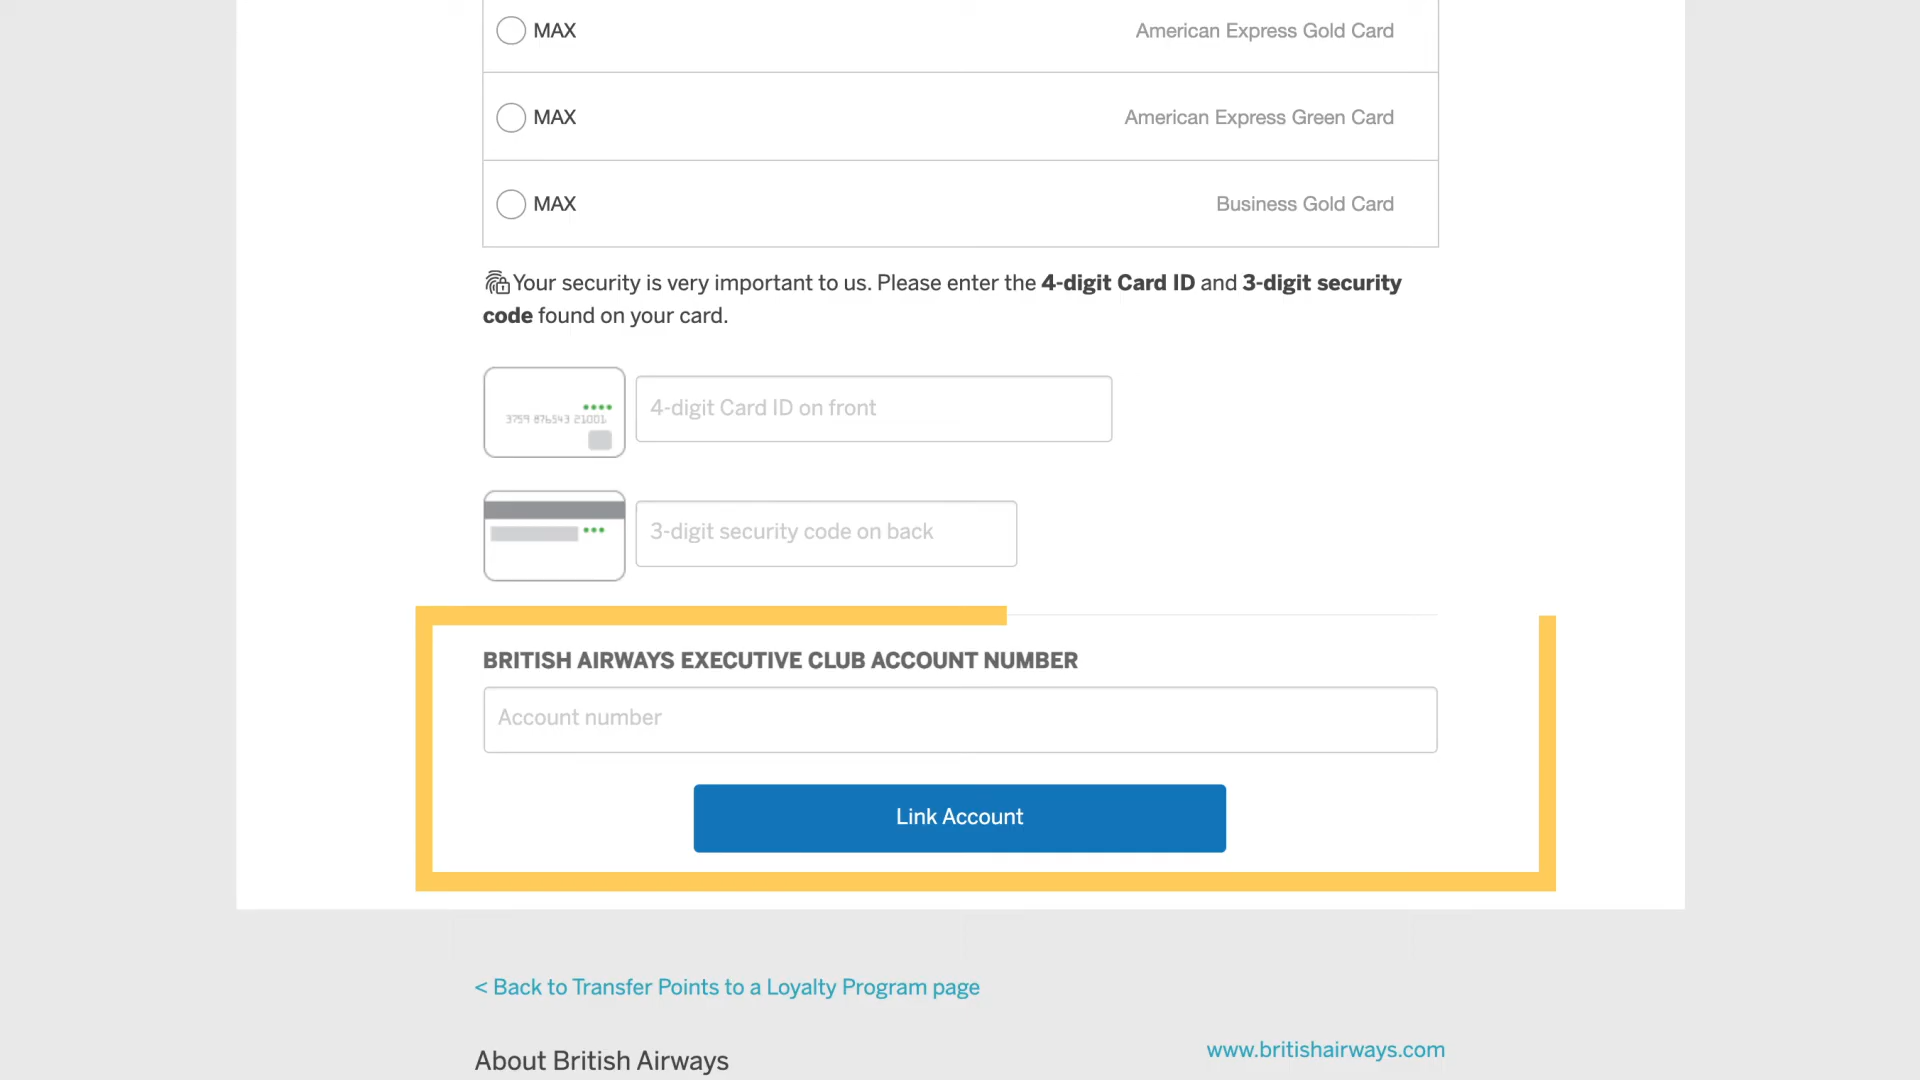 MAX American Express Gold Card
MAX American Express Green Card
MAX Business Gold Card
Your security is very important to us. Please enter the 4-digit Card ID and 3-digit security
code found on your card.
3759 876543 21001
4-digit Card ID on front
3-digit security code on back
BRITISH AIRWAYS EXECUTIVE CLUB ACCOUNT NUMBER
Account number
Link Account
< Back to Transfer Points to a Loyalty Program page
About British Airways
www.britishairways.com